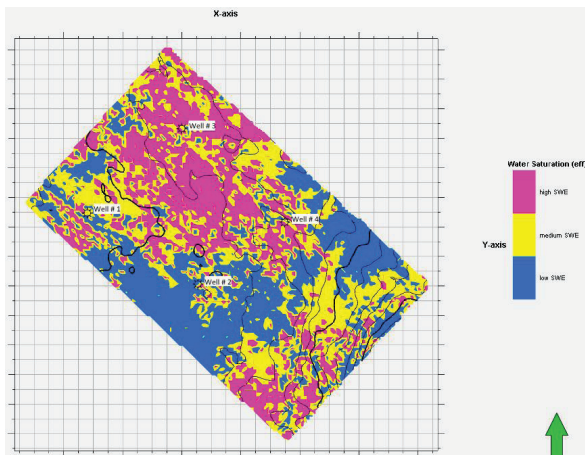 X-axis
Well # 3
Well # 1
Well # 4
Well # 2
Water Saturation (eff)
high SWE
medium SWE
Y-axis
low SWE